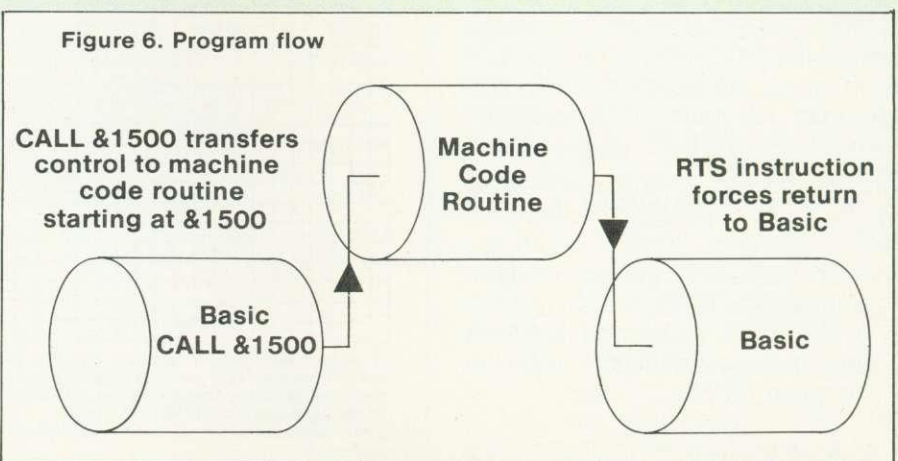 Figure 6. Program flow
CALL &1500 transfers
control to machine
code routine
starting at &1500
Machine
Code
Routine
RTS instruction
forces return
to Basic
Basic
CALL &1500
Basic